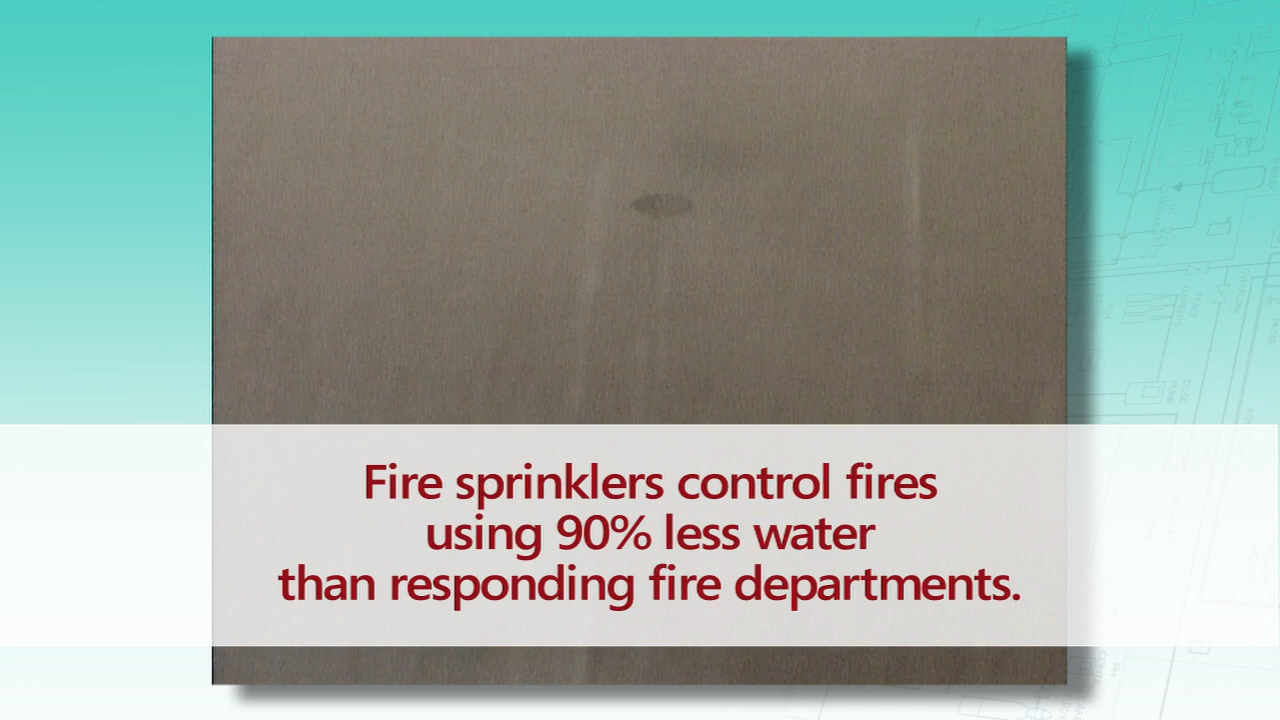 Fire sprinklers control fires
using 90% less water
than responding fire departments.